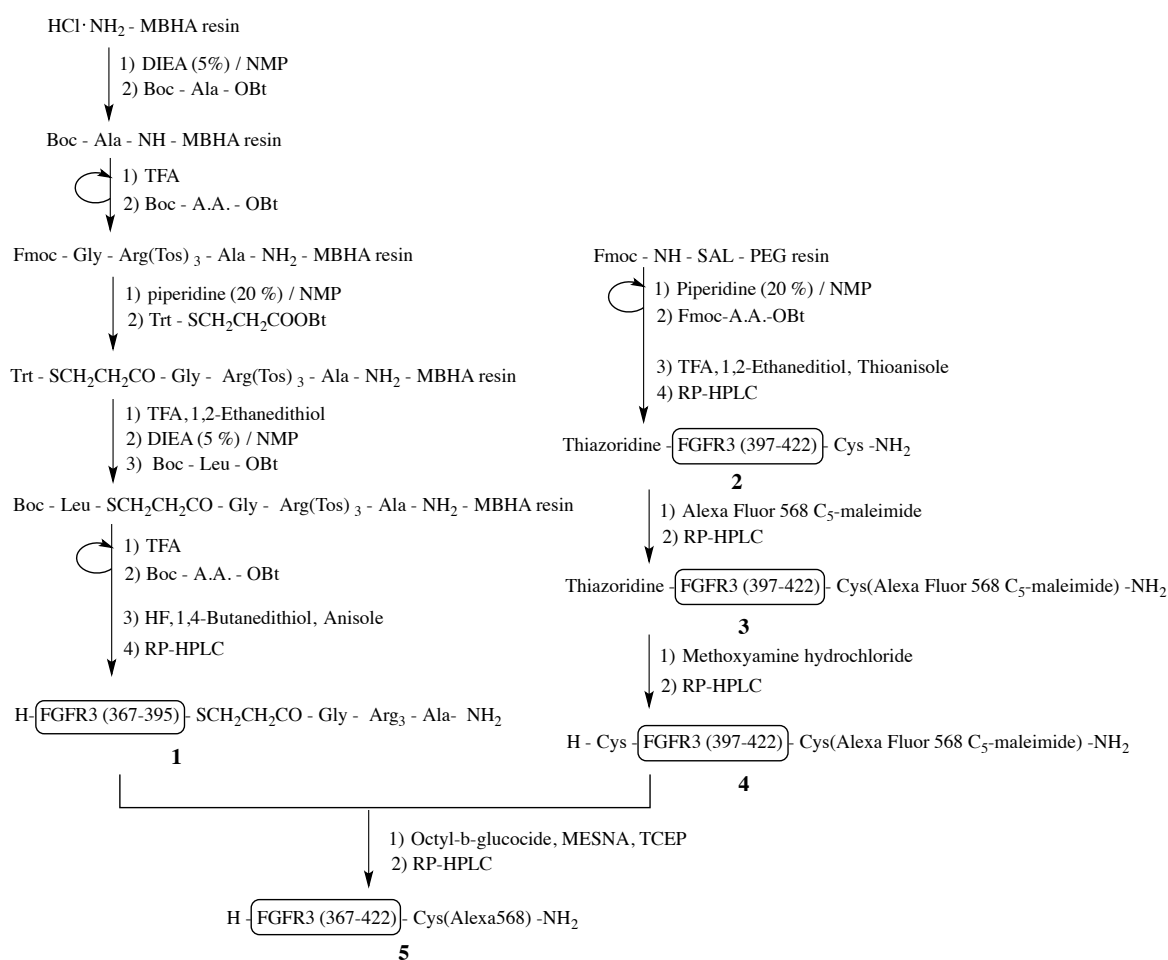 HCl·NH2 - MBHA resin
1) DIEA (5%) / NMP
2) Boc - Ala - OBt
Boc - Ala - NH - MBHA resin
1) TFA
2) Boc - A.A. - OBt
Fmoc - Gly - Arg(Tos) 3 - Ala - NH2 - MBHA resin
1) piperidine (20 %) / NMP
2) Trt - SCH2CH2COOBt
Trt - SCH2CH2CO - Gly - Arg(Tos) 3 - Ala - NH2 - MBHA resin
1) TFA, 1,2-Ethanedithiol
2) DIEA (5 %) / NMP
3) Boc - Leu - OBt
Boc - Leu - SCH2CH2CO - Gly - Arg(Tos) 3 - Ala - NH2 - MBHA resin
1) TFA
2) Boc - A.A. - OBt
3) HF, 1,4-Butanedithiol, Anisole
4) RP-HPLC
H- FGFR3 (367-395) - SCH2CH2CO - Gly - Arg3 - Ala- NH2
1
Fmoc - NH - SAL - PEG resin
1) Piperidine (20 %) / NMP
2) Fmoc-A.A.-OBt
3) TFA, 1,2-Ethaneditiol, Thioanisole
4) RP-HPLC
Thiazoridine - FGFR3 (397-422) - Cys -NH2
2
1) Alexa Fluor 568 C5-maleimide
2) RP-HPLC
Thiazoridine - FGFR3 (397-422) - Cys(Alexa Fluor 568 C5-maleimide) -NH2
3
1) Methoxyamine hydrochloride
2) RP-HPLC
H - Cys - FGFR3 (397-422) - Cys(Alexa Fluor 568 C5-maleimide) -NH2
4
1) Octyl-b-glucocide, MESNA, TCEP
2) RP-HPLC
H - FGFR3 (367-422) - Cys(Alexa568) -NH2
5